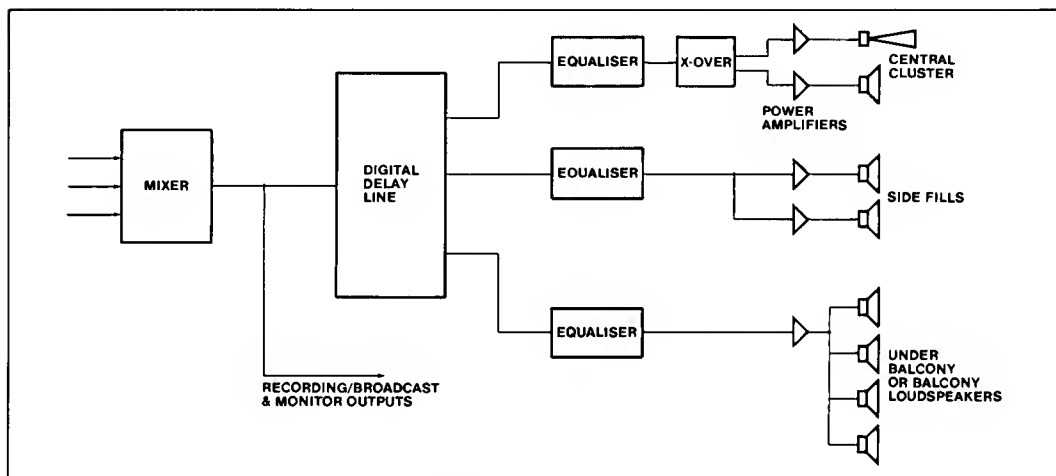 EQUALISER
X-OVER
CENTRAL
CLUSTER
POWER
AMPLIFIERS
MIXER
DIGITAL
DELAY
LINE
EQUALISER
SIDE FILLS
EQUALISER
UNDER
BALCONY
OR BALCONY
LOUDSPEAKERS
RECORDING/BROADCAST
& MONITOR OUTPUTS